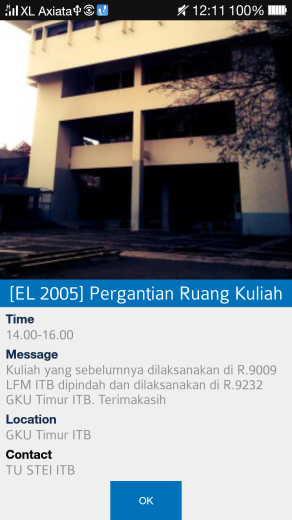 XL Axiata 12:11 100%
[EL 2005] Pergantian Ruang Kuliah
Time
14.00-16.00
Message
Kuliah yang sebelumnya dilaksanakan di R.9009
LFM ITB dipindah dan dilaksanakan di R.9232
GKU Timur ITB. Terimakasih
Location
GKU Timur ITB
Contact
TU STEI ITB
OK